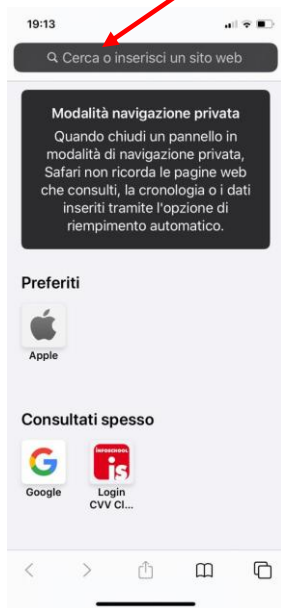 19:13
Cerca o inserisci un sito web
Modalità navigazione privata
Quando chiudi un pannello in
modalità di navigazione privata,
Safari non ricorda le pagine web
che consulti, la cronologia o i dati
inseriti tramite l'opzione di
riempimento automatico.
Preferiti
Apple
Consultati spesso
INFOSCHOOL
G
is
Google
Login
CVV Cl...